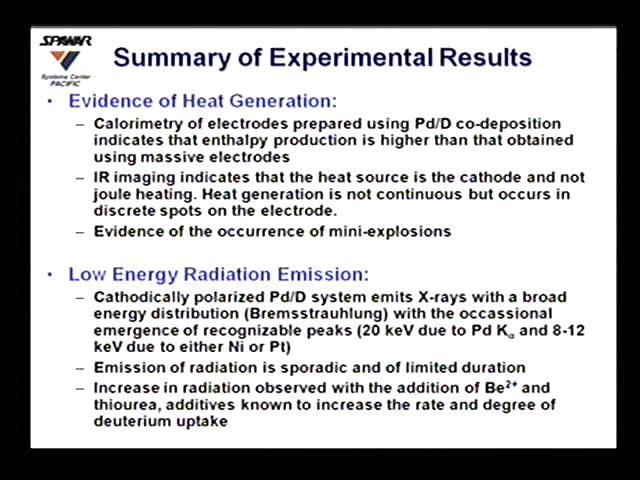 SPAWAR
Systems Center
PACIFIC
Summary of Experimental Results
• Evidence of Heat Generation:
– Calorimetry of electrodes prepared using Pd/D co-deposition
indicates that enthalpy production is higher than that obtained
using massive electrodes
– IR imaging indicates that the heat source is the cathode and not
joule heating. Heat generation is not continuous but occurs in
discrete spots on the electrode.
– Evidence of the occurrence of mini-explosions
• Low Energy Radiation Emission:
– Cathodically polarized Pd/D system emits X-rays with a broad
energy distribution (Bremsstrauhlung) with the occassional
emergence of recognizable peaks (20 keV due to Pd Kα and 8-12
keV due to either Ni or Pt)
– Emission of radiation is sporadic and of limited duration
– Increase in radiation observed with the addition of Be²⁺ and
thiourea, additives known to increase the rate and degree of
deuterium uptake